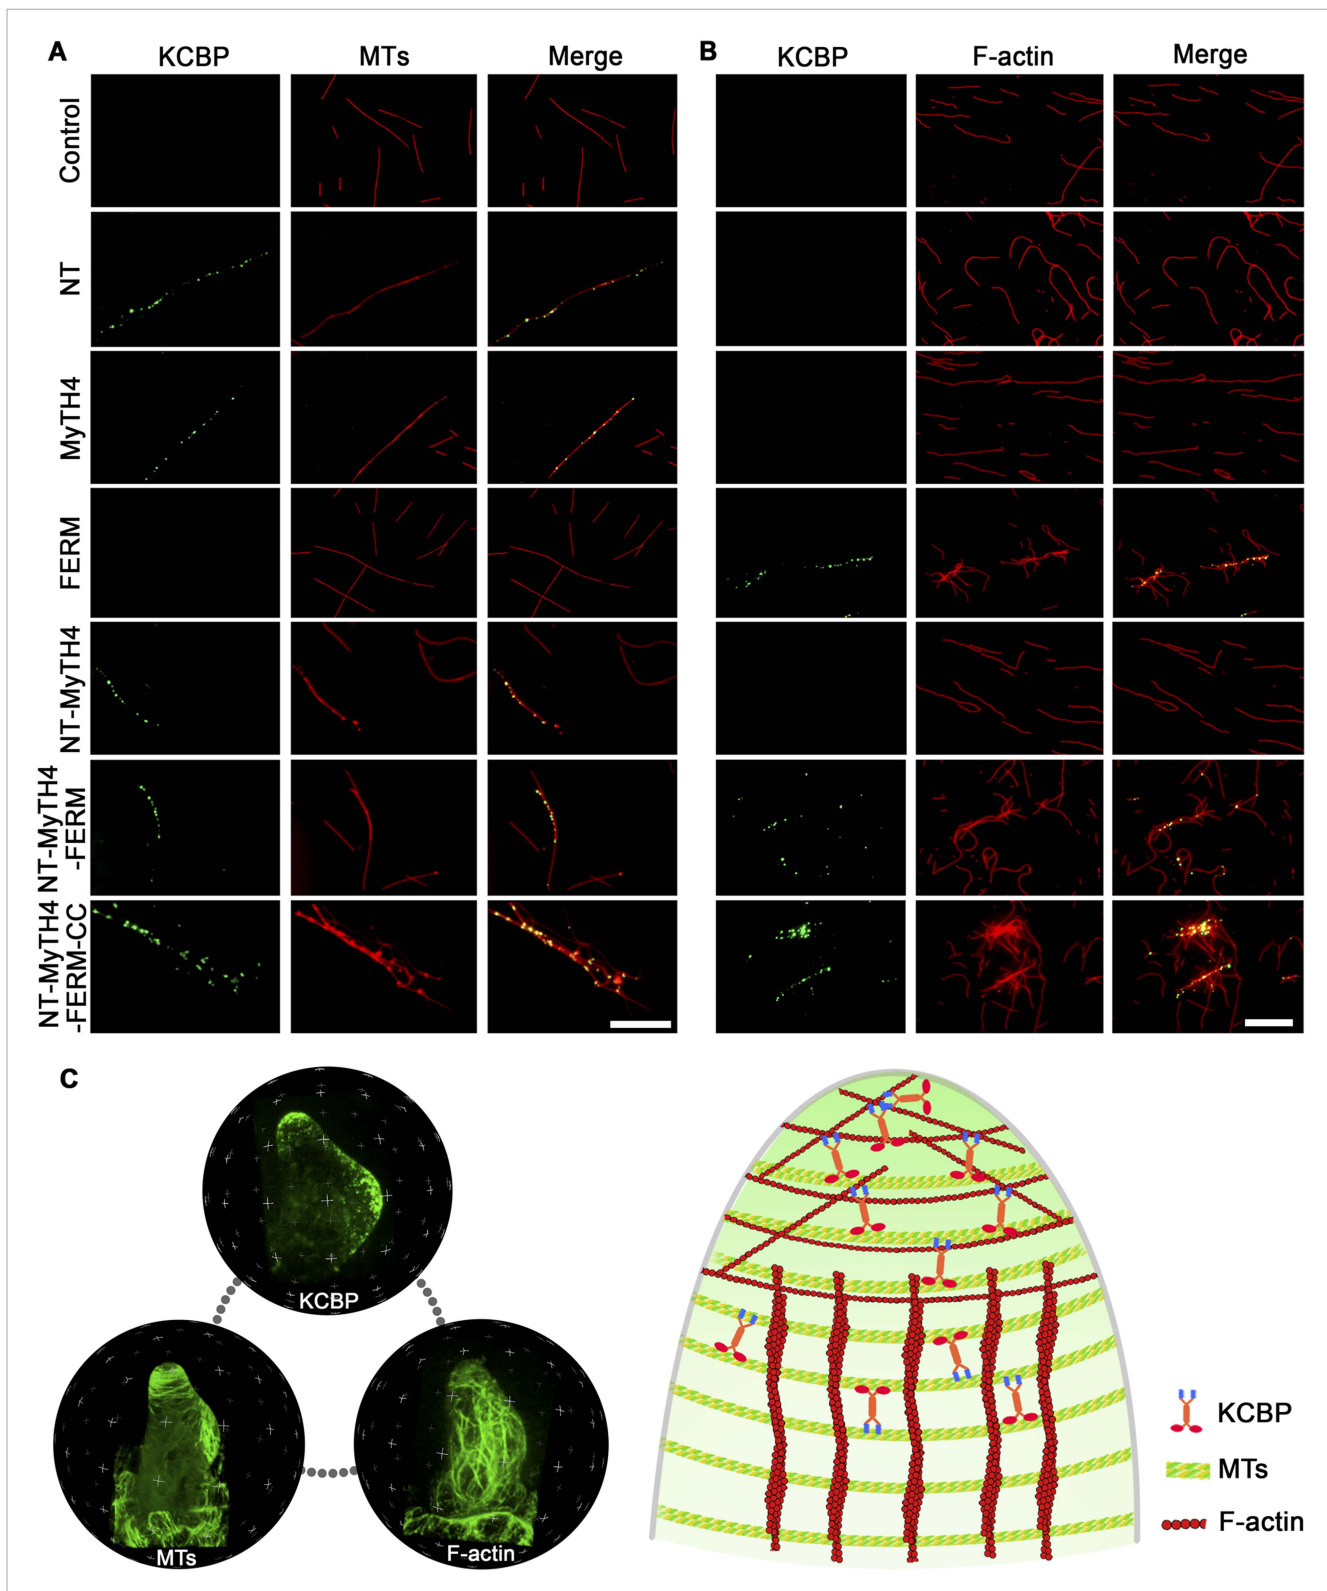 A
KCBP MTs Merge
B
KCBP F-actin Merge
Control
NT
MyTH4
FERM
NT-MyTH4
NT-MyTH4
-FERM
NT-MyTH4
-FERM-CC
C
KCBP
MTs
F-actin
KCBP
MTs
F-actin